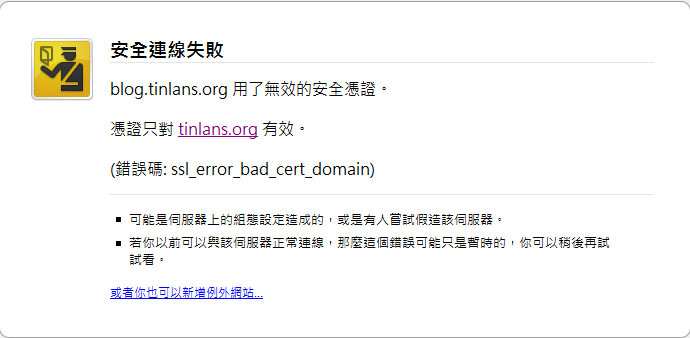 安全連線失敗
blog.tinlans.org 用了無效的安全憑證。
憑證只對 tinlans.org 有效。
(錯誤碼: ssl_error_bad_cert_domain)
可能是伺服器上的組態設定造成的，或是有人嘗試假造該伺服器。
若你以前可以與該伺服器正常連線，那麼這個錯誤可能只是暫時的，你可以稍後再試
試看。
或者你也可以新增例外網站...